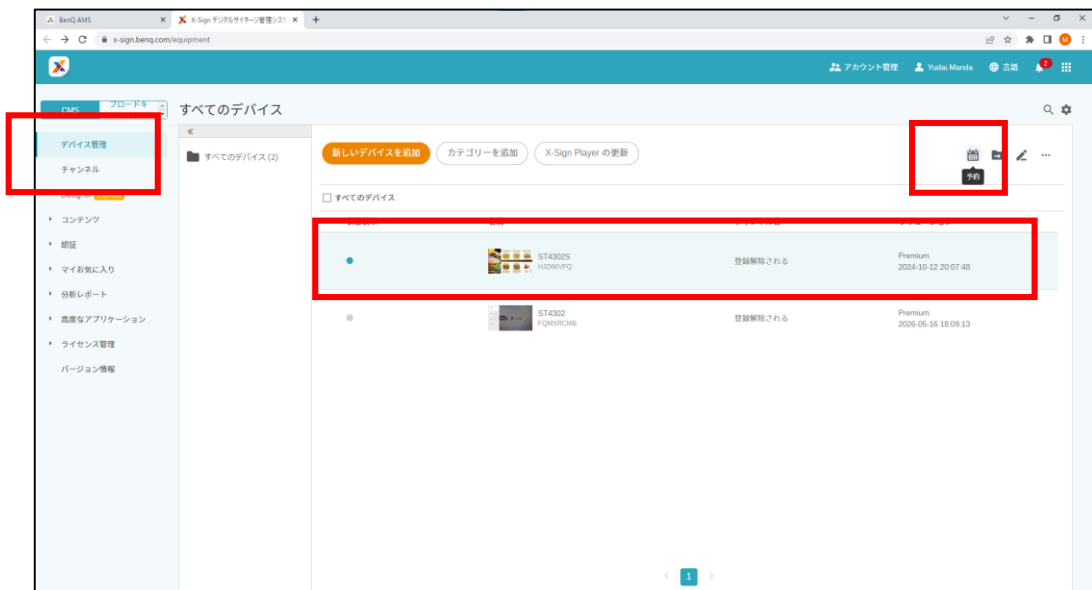 BenQ AMS
X-Sign デジタルサイネージ管理シス
x-sign.benq.com/equipment
M
アカウント管理 Yudai Manda 言語 2
CMS ブロードキ
すべてのデバイス
デバイス管理
チャンネル
コンテンツ
認証
マイお気に入り
分析レポート
高度なアプリケーション
ライセンス管理
バージョン情報
すべてのデバイス (2)
新しいデバイスを追加 カテゴリーを追加 X-Sign Player の更新
予約
すべてのデバイス
ST4302S
HJD86VFQ
登録解除される
Premium
2024-10-12 20:07:48
ST4302
FQMXRCMB
登録解除される
Premium
2026-05-16 18:09:13
1